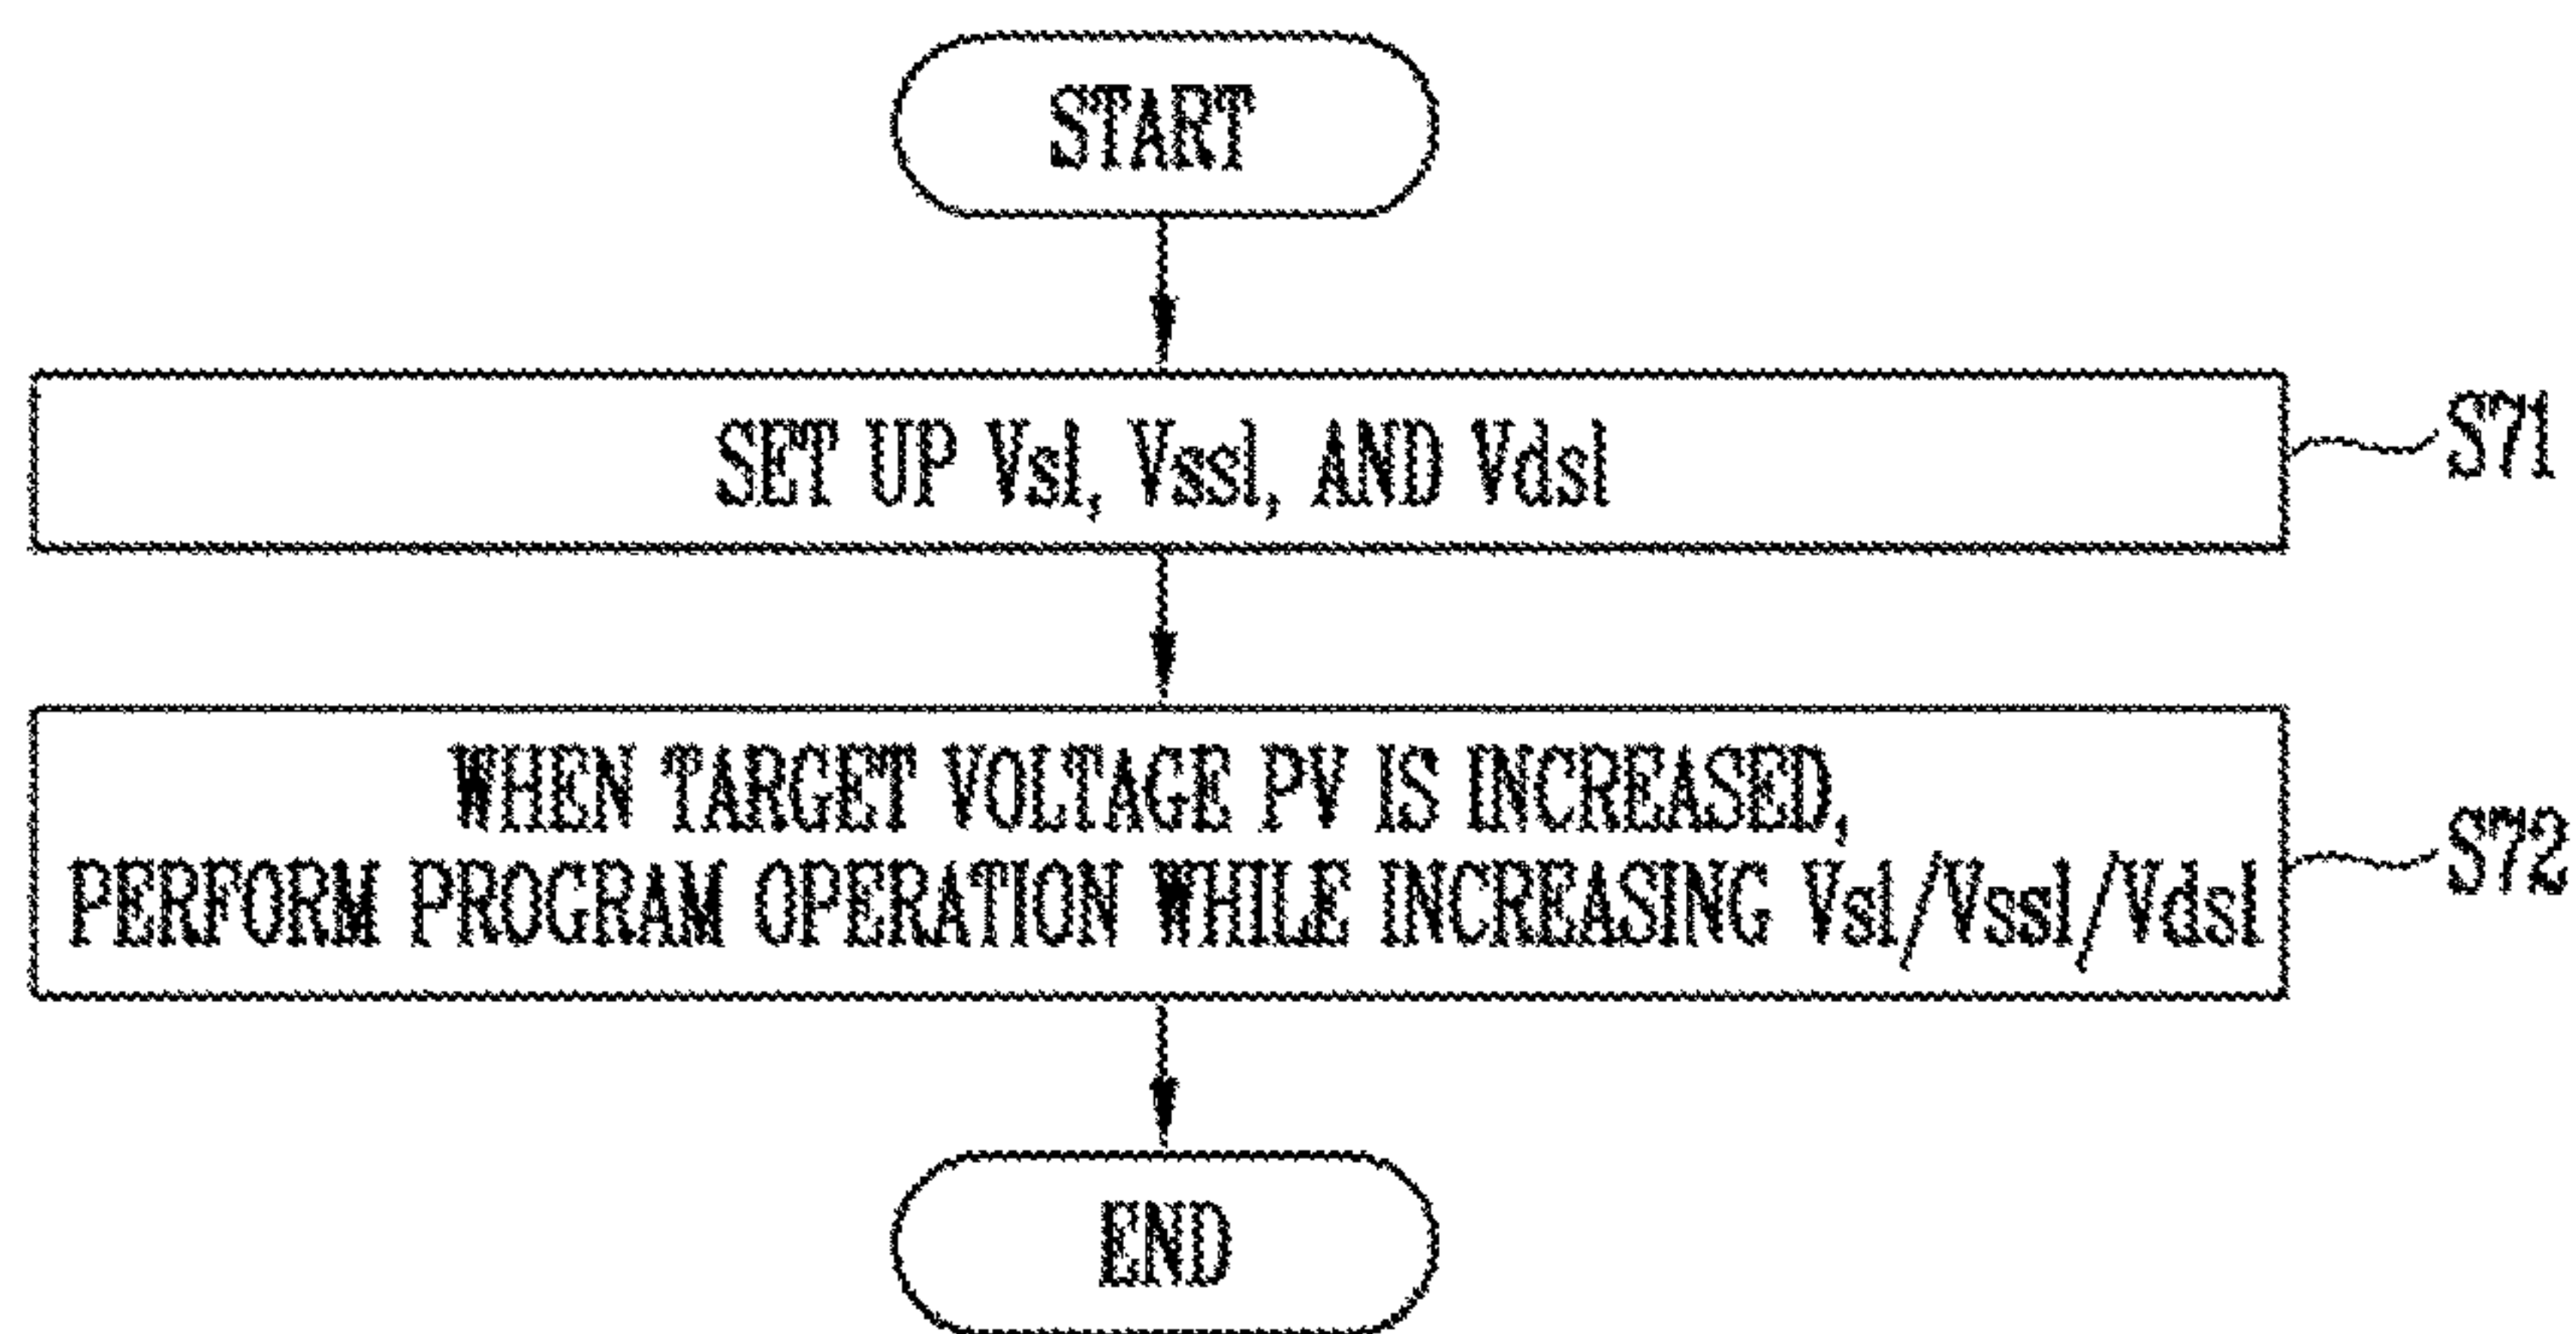 START
SET UP Vsl, Vssl, AND Vdsl
S71
WHEN TARGET VOLTAGE PV IS INCREASED,
PERFORM PROGRAM OPERATION WHILE INCREASING Vsl/Vssl/Vdsl
S72
END